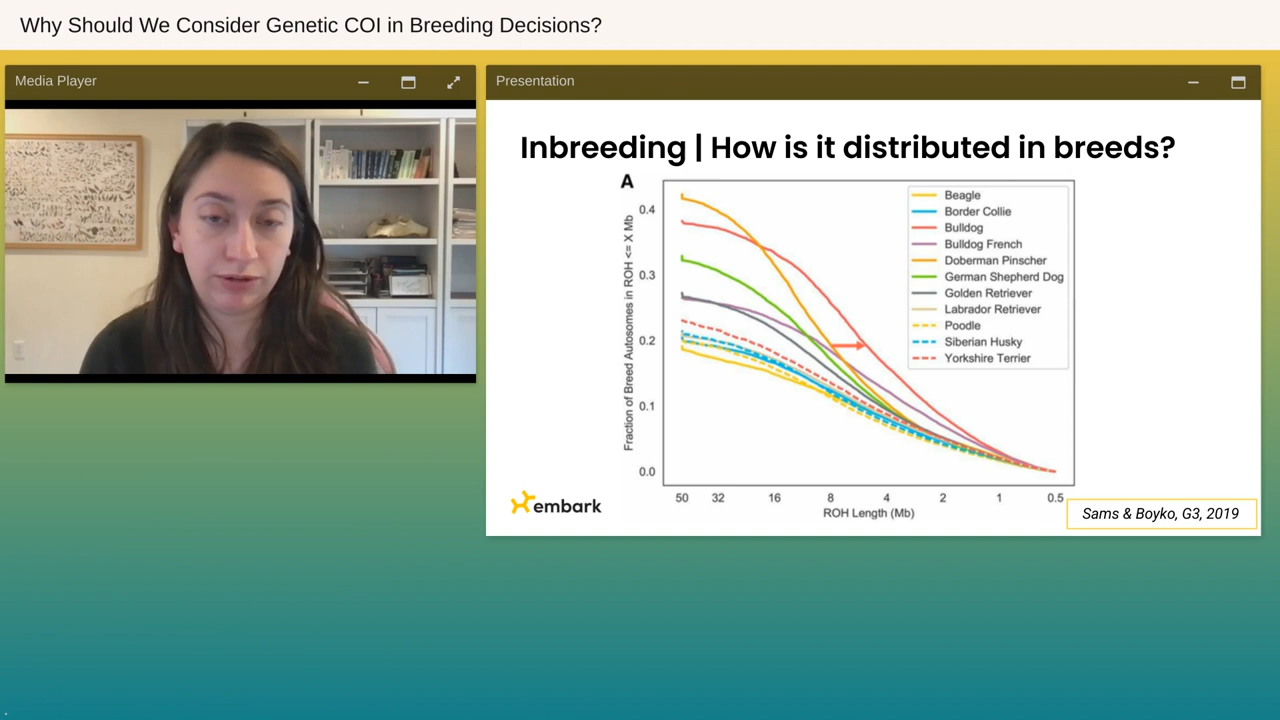 Why Should We Consider Genetic COI in Breeding Decisions?
Media Player
Presentation
Inbreeding | How is it distributed in breeds?
A
Fraction of Breed Autosomes in ROH <= X Mb
0.4
0.3
0.2
0.1
0.0
Beagle
Border Collie
Bulldog
Bulldog French
Doberman Pinscher
German Shepherd Dog
Golden Retriever
Labrador Retriever
Poodle
Siberian Husky
Yorkshire Terrier
50 32 16 8 4 2 1 0.5
ROH Length (Mb)
embark
Sams & Boyko, G3, 2019